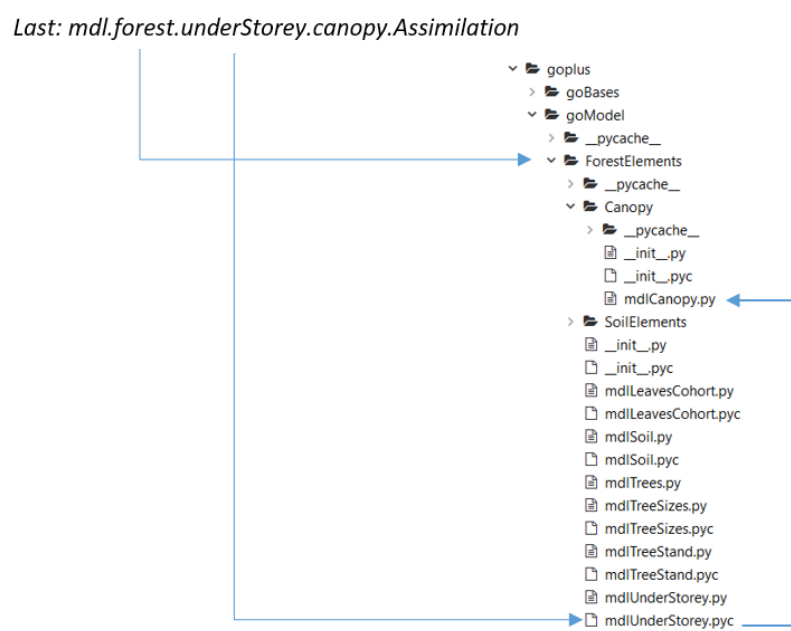 Last: mdl.forest.underStorey.canopy.Assimilation
goplus
goBases
goModel
__pycache__
ForestElements
__pycache__
Canopy
__pycache__
__init__.py
__init__.pyc
mdlCanopy.py
SoilElements
__init__.py
__init__.pyc
mdlLeavesCohort.py
mdlLeavesCohort.pyc
mdlSoil.py
mdlSoil.pyc
mdlTrees.py
mdlTreeSizes.py
mdlTreeSizes.pyc
mdlTreeStand.py
mdlTreeStand.pyc
mdlUnderStorey.py
mdlUnderStorey.pyc